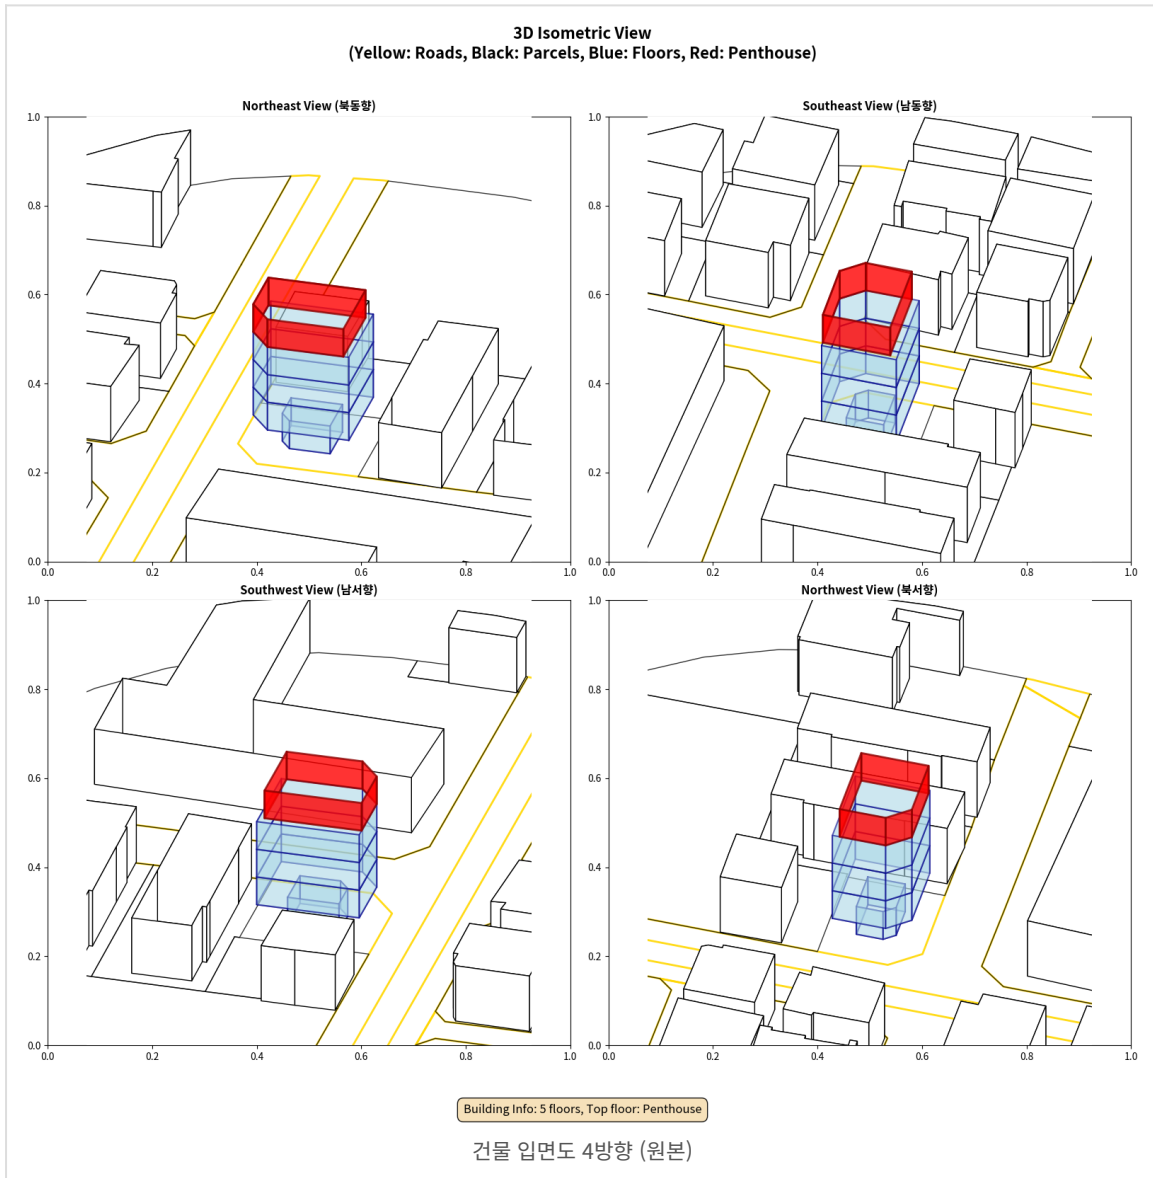 3D Isometric View
(Yellow: Roads, Black: Parcels, Blue: Floors, Red: Penthouse)
Northeast View (북동향)
1.0
0.8
0.6
0.4
0.2
0.0
0.0 0.2 0.4 0.6 0.8 1.0
Southeast View (남동향)
1.0
0.8
0.6
0.4
0.2
0.0
0.0 0.2 0.4 0.6 0.8 1.0
Southwest View (남서향)
1.0
0.8
0.6
0.4
0.2
0.0
0.0 0.2 0.4 0.6 0.8 1.0
Northwest View (북서향)
1.0
0.8
0.6
0.4
0.2
0.0
0.0 0.2 0.4 0.6 0.8 1.0
Building Info: 5 floors, Top floor: Penthouse
건물 입면도 4방향 (원본)